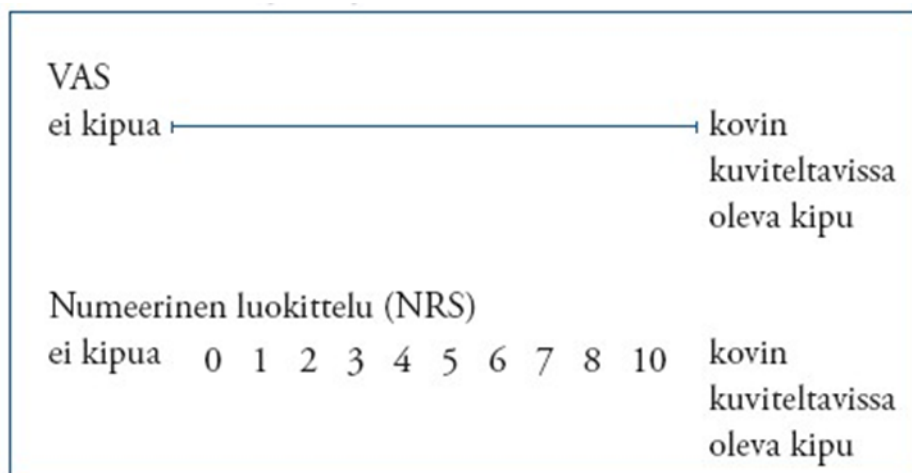 VAS
ei kipua kovin
kuviteltavissa
oleva kipu
Numeerinen luokittelu (NRS)
ei kipua 0 1 2 3 4 5 6 7 8 10 kovin
kuviteltavissa
oleva kipu